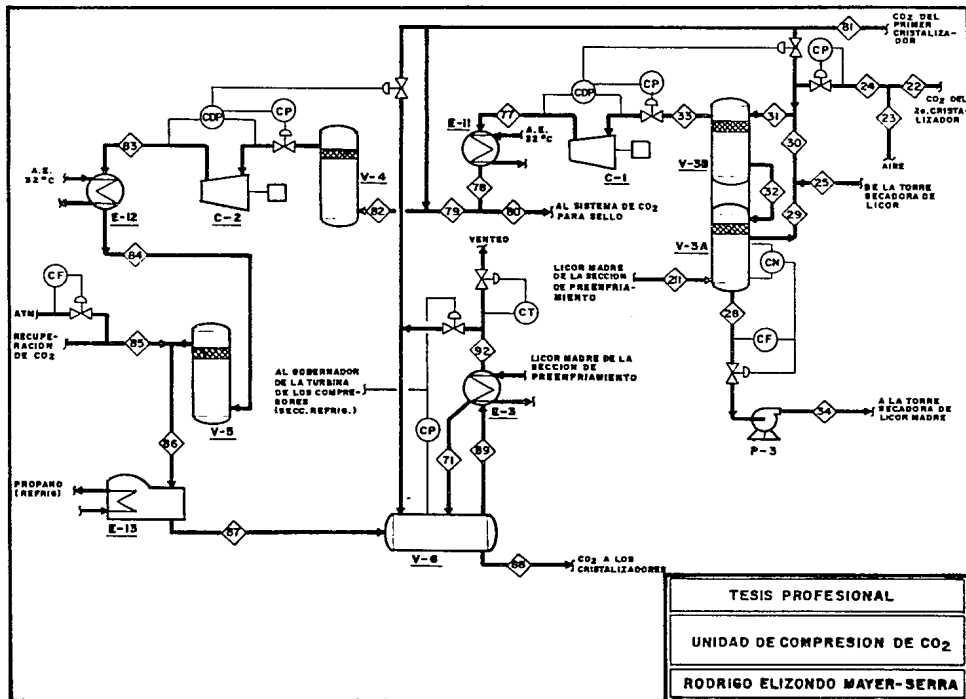 81
CO2 DEL
PRIMER
CRISTALIZA-
DOR
CP
24
22
CO2 DEL
2o. CRISTA-
LIZADOR
23
AIRE
CDP
CP
83
A.E.
32°C
E-12
C-2
V-4
82
77
E-11
A.E.
32°C
CDP
CP
C-1
33
31
V-3B
30
32
25
DE LA TORRE
SECADORA DE
LICOR
29
78
79
80
AL SISTEMA DE CO2
PARA SELLO
V-3A
CN
LICOR MADRE
DE LA SECCION
DE PREENFRIA-
MIENTO
211
28
CF
34
A LA TORRE
SECADORA DE
LICOR MADRE
P-3
84
CF
ATM
RECUPE-
RACION
DE CO2
85
V-5
86
PROPANO
(REFRIG)
E-13
87
VENTEO
CT
92
LICOR MADRE DE LA
SECCION DE
PREENFRIAMIENTO
E-3
AL GOBERNADOR
DE LA TURBINA
DE LOS COMPRE-
SORES
(SECC. REFRIG.)
CP
71
89
V-6
88
CO2 A LOS
CRISTALIZADORES
TESIS PROFESIONAL
UNIDAD DE COMPRESION DE CO2
RODRIGO ELIZONDO MAYER-SERRA